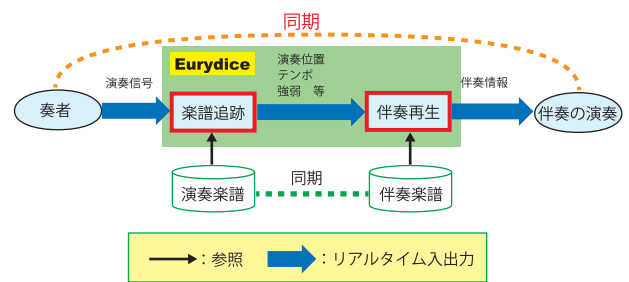 同期
Eurydice
演奏信号
演奏位置
テンポ
強弱 等
伴奏情報
奏者
楽譜追跡
伴奏再生
伴奏の演奏
同期
演奏楽譜
伴奏楽譜
：参照
：リアルタイム入出力